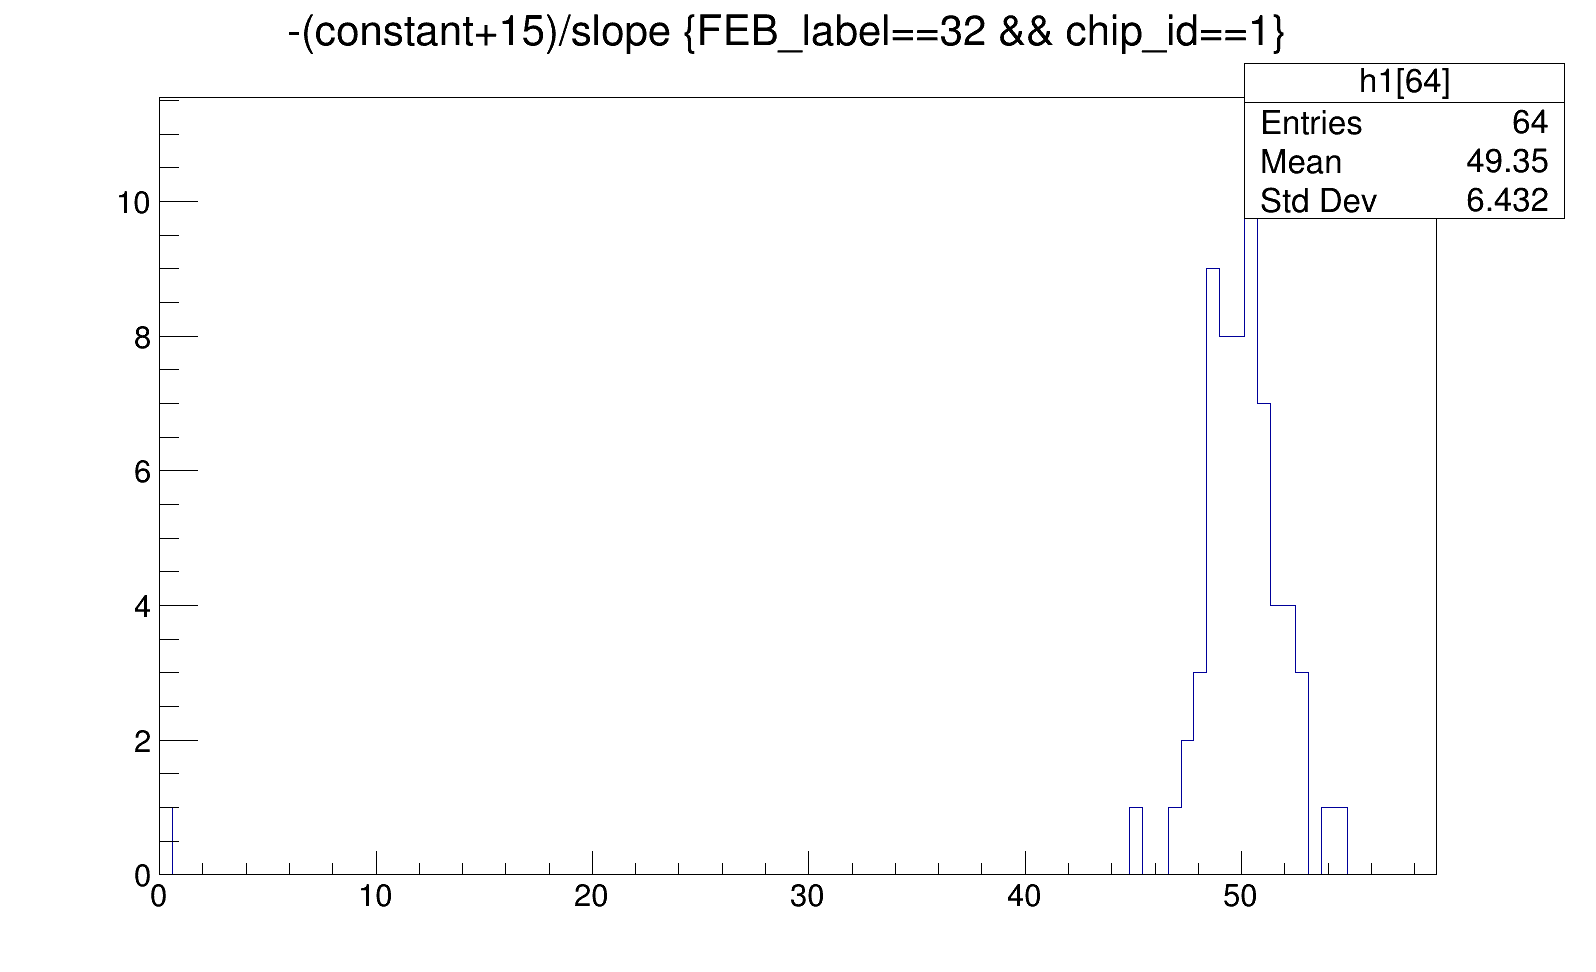 -(constant+15)/slope {FEB_label==32 && chip_id==1}
h1[64]
Entries 64
Mean 49.35
Std Dev 6.432
10
8
6
4
2
0
0 10 20 30 40 50